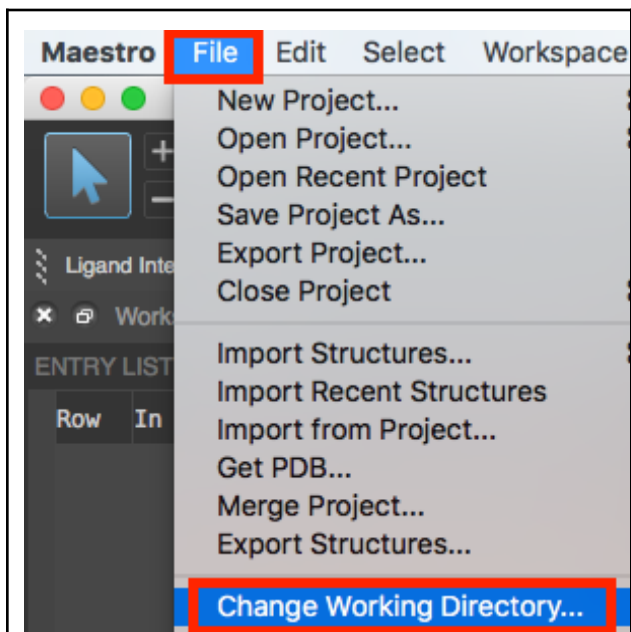 Maestro File Edit Select Workspace
New Project...
Open Project...
Open Recent Project
Save Project As...
Export Project...
Close Project
Ligand Inte
Work
ENTRY LIST
Row In
Import Structures...
Import Recent Structures
Import from Project...
Get PDB...
Merge Project...
Export Structures...
Change Working Directory...